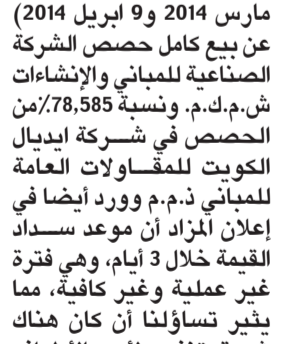 مارس 2014 و9 ابريل 2014)
عن بيع كامل حصص الشركة
الصناعية للمباني والإنشاءات
ش.م.ك.م. ونسبة 78,585٪ من
الحصص في شركة ايديال
الكويت للمقاولات العامة
للمباني ذ.م.م وورد أيضا في
إعلان المزاد أن موعد سداد
القيمة خلال 3 أيام، وهي فترة
غير عملية وغير كافية، مما
يثير تساؤلنا أن كان هناك